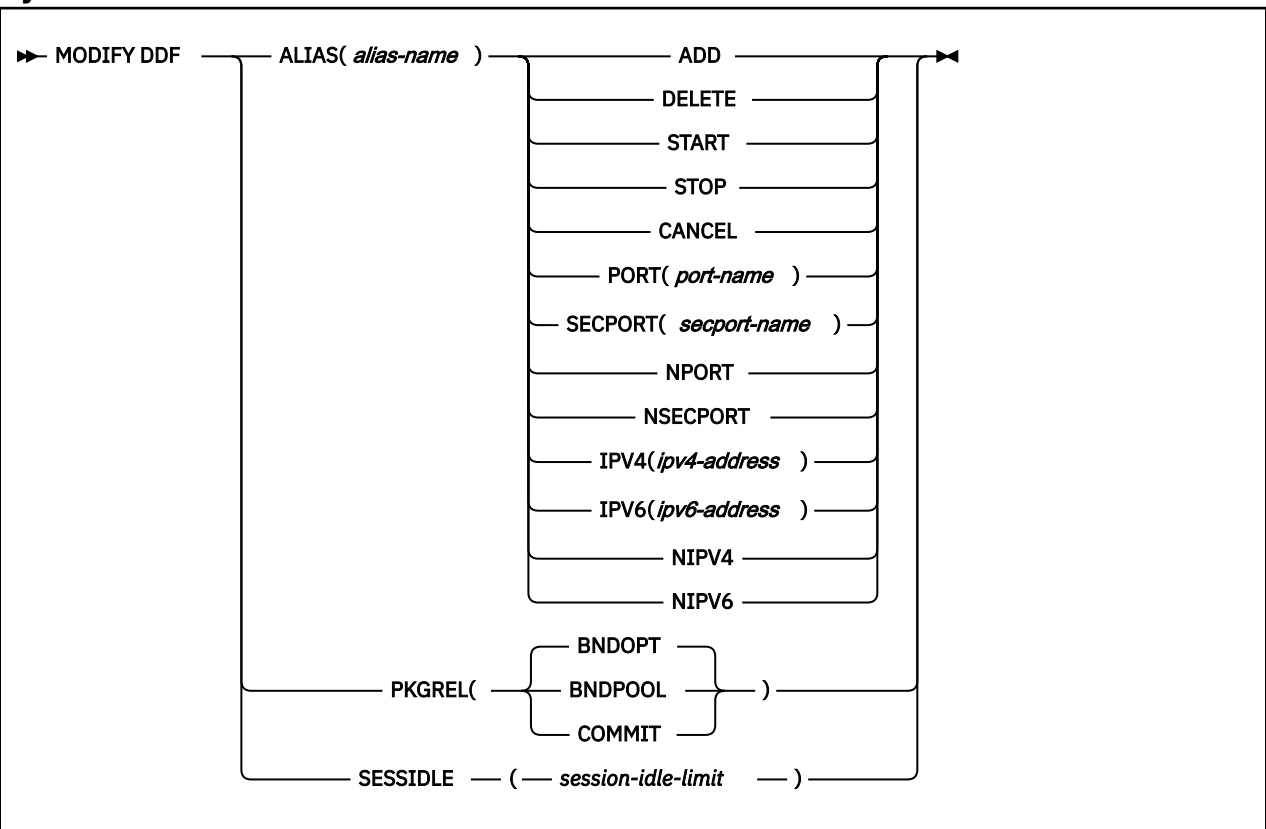 MODIFY DDF ALIAS( alias-name ) ADD
DELETE
START
STOP
CANCEL
PORT( port-name )
SECPORT( secport-name )
NPORT
NSECPORT
IPV4(ipv4-address )
IPV6(ipv6-address )
NIPV4
NIPV6
BNDOPT
PKGREL( BNDPOOL )
COMMIT
SESSIDLE ( session-idle-limit )